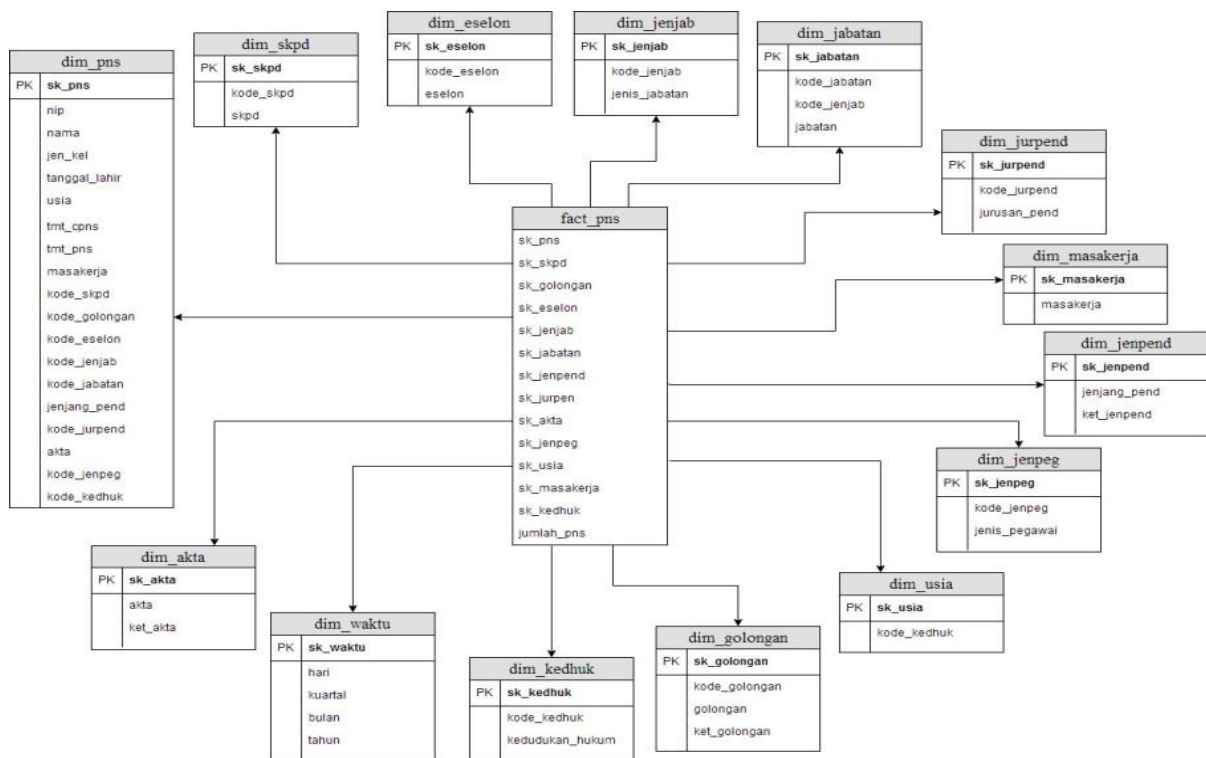 dim_pns
PK sk_pns
nip
nama
jen_kel
tanggal_lahir
usia
tmt_cpns
tmt_pns
masakerja
kode_skpd
kode_golongan
kode_eselon
kode_jenjab
kode_jabatan
jenjang_pend
kode_jurpend
akta
kode_jenpeg
kode_kedhuk
dim_skpd
PK sk_skpd
kode_skpd
skpd
dim_eselon
PK sk_eselon
kode_eselon
eselon
dim_jenjab
PK sk_jenjab
kode_jenjab
jenis_jabatan
dim_jabatan
PK sk_jabatan
kode_jabatan
kode_jenjab
jabatan
dim_jurpend
PK sk_jurpend
kode_jurpend
jurusan_pend
fact_pns
sk_pns
sk_skpd
sk_golongan
sk_eselon
sk_jenjab
sk_jabatan
sk_jenpend
sk_jurpen
sk_akta
sk_jenpeg
sk_usia
sk_masakerja
sk_kedhuk
jumlah_pns
dim_masakerja
PK sk_masakerja
masakerja
dim_jenpend
PK sk_jenpend
jenjang_pend
ket_jenpend
dim_jenpeg
PK sk_jenpeg
kode_jenpeg
jenis_pegawai
dim_akta
PK sk_akta
akta
ket_akta
dim_waktu
PK sk_waktu
hari
kuartal
bulan
tahun
dim_kedhuk
PK sk_kedhuk
kode_kedhuk
kedudukan_hukum
dim_golongan
PK sk_golongan
kode_golongan
golongan
ket_golongan
dim_usia
PK sk_usia
kode_kedhuk